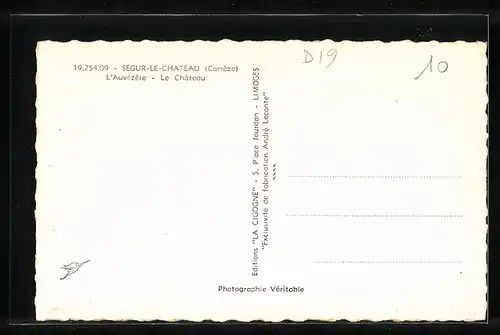 19.254.09 - SEGUR-LE-CHATEAU (Corrèze)
L'Auvézère - Le Château
D19
10
Editions "LA CIGOGNE" - 5, Place Jourdan - LIMOGES
"Exclusivité de fabrication André Leconte"
Photographie Véritable